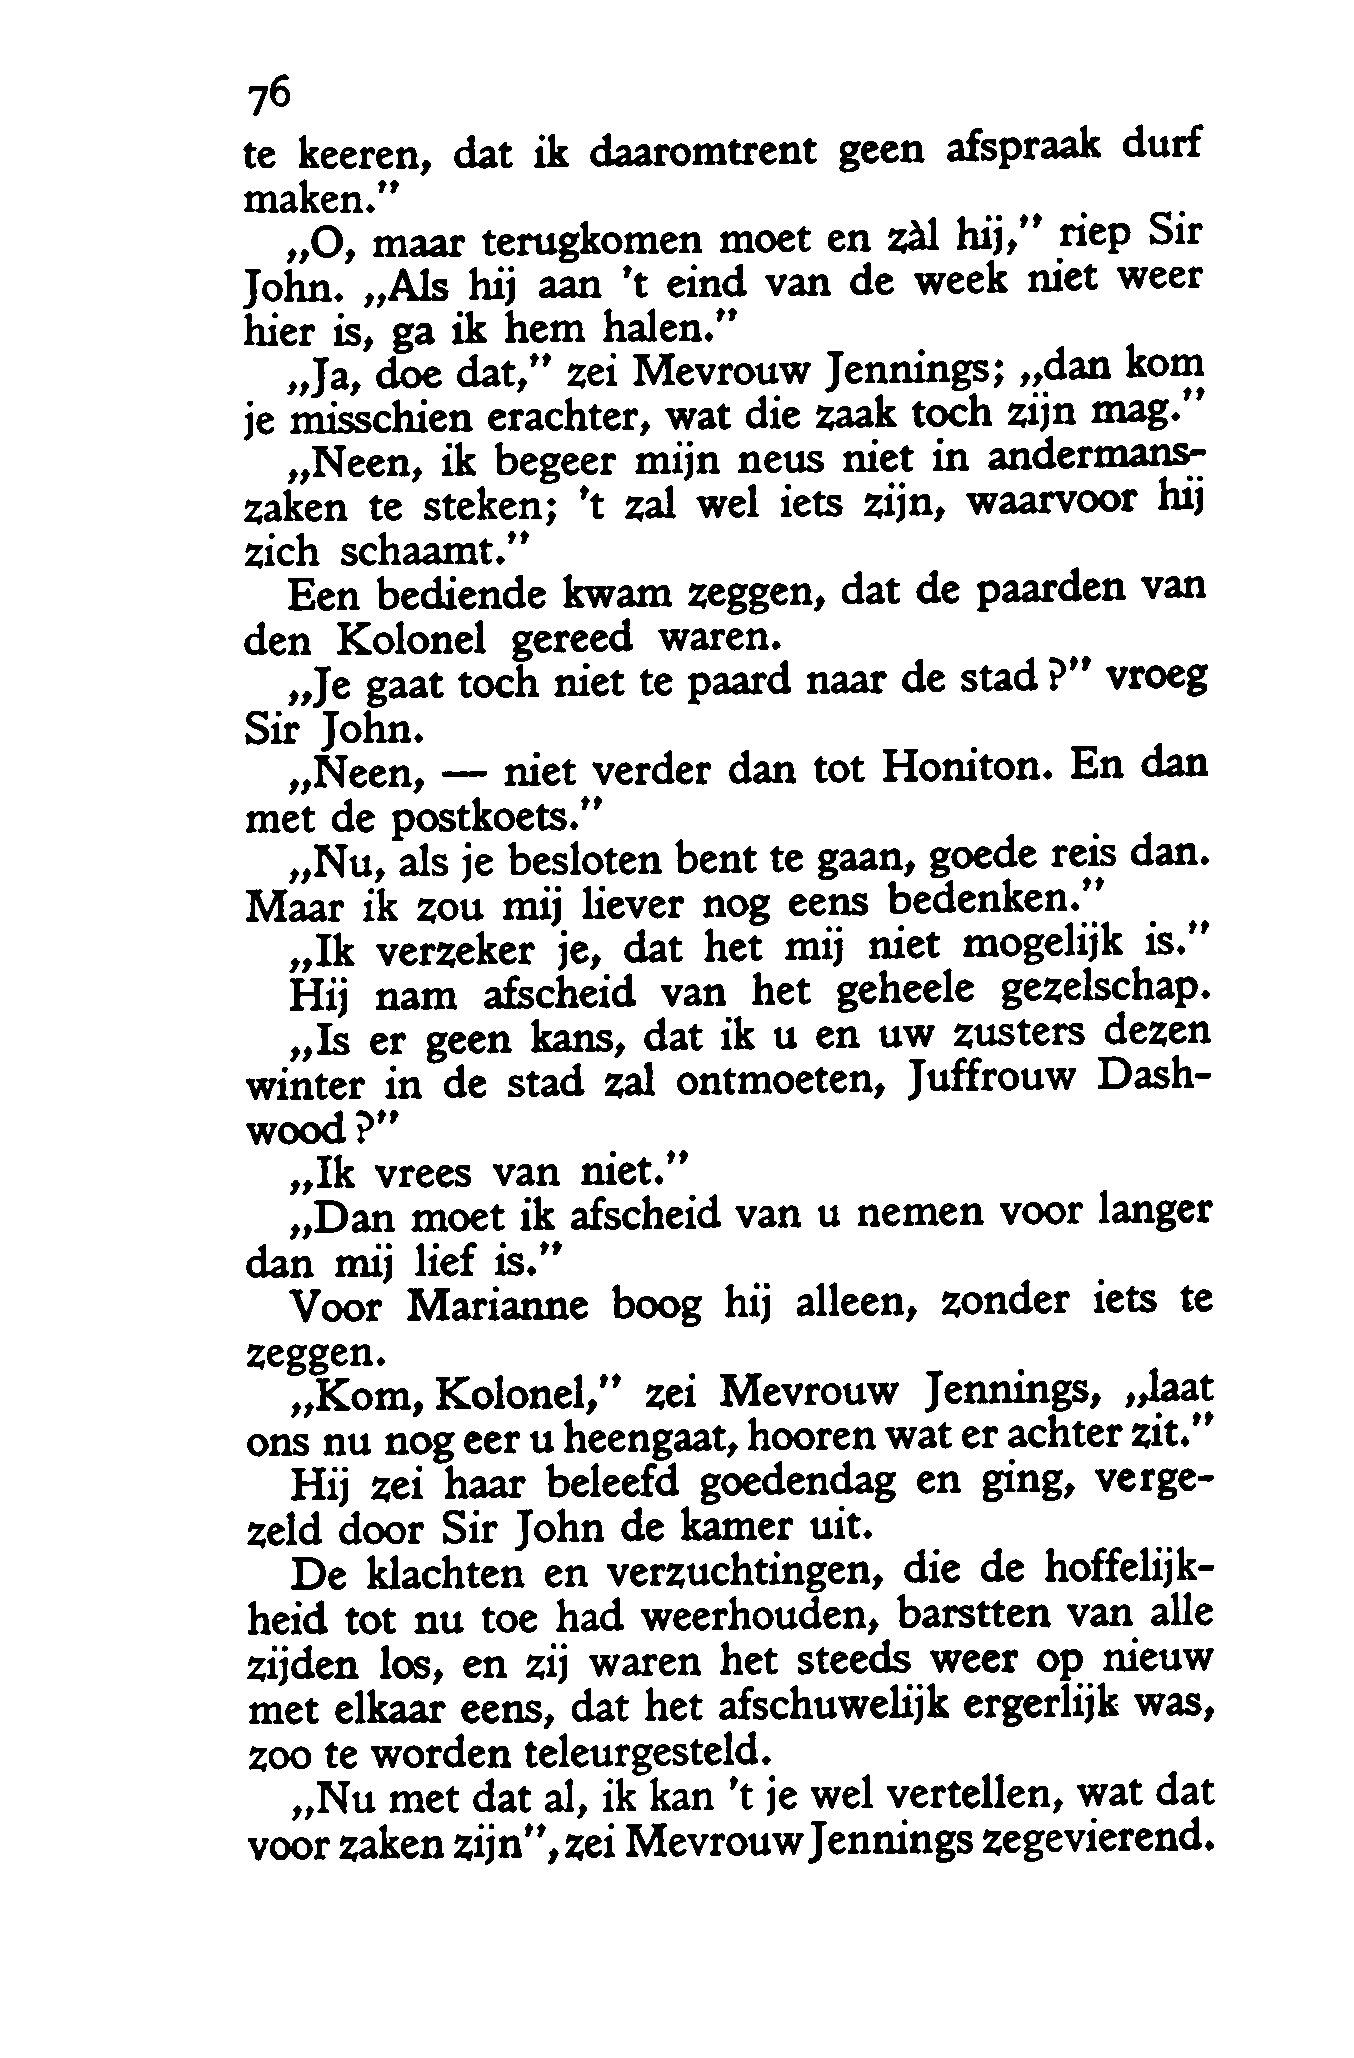 76
te keeren, dat ik daaromtrent geen afspraak durf
maken.”
„O, maar terugkomen moet en zàl hij,” riep Sir
John. „Als hij aan 't eind van de week niet weer
hier is, ga ik hem halen.”
„Ja, doe dat,” zei Mevrouw Jennings; „dan kom
je misschien erachter, wat die zaak toch zijn mag.”
„Neen, ik begeer mijn neus niet in andermans-
zaken te steken; 't zal wel iets zijn, waarvoor hij
zich schaamt.”
Een bediende kwam zeggen, dat de paarden van
den Kolonel gereed waren.
„Je gaat toch niet te paard naar de stad?” vroeg
Sir John.
„Neen, — niet verder dan tot Honiton. En dan
met de postkoets.”
„Nu, als je besloten bent te gaan, goede reis dan.
Maar ik zou mij liever nog eens bedenken.”
„Ik verzeker je, dat het mij niet mogelijk is.”
Hij nam afscheid van het geheele gezelschap.
„Is er geen kans, dat ik u en uw zusters dezen
winter in de stad zal ontmoeten, Juffrouw Dash-
wood?”
„Ik vrees van niet.”
„Dan moet ik afscheid van u nemen voor langer
dan mij lief is.”
Voor Marianne boog hij alleen, zonder iets te
zeggen.
„Kom, Kolonel,” zei Mevrouw Jennings, „laat
ons nu nog eer u heengaat, hooren wat er achter zit.”
Hij zei haar beleefd goedendag en ging, verge-
zeld door Sir John de kamer uit.
De klachten en verzuchtingen, die de hoffelijk-
heid tot nu toe had weerhouden, barstten van alle
zijden los, en zij waren het steeds weer op nieuw
met elkaar eens, dat het afschuwelijk ergerlijk was,
zoo te worden teleurgesteld.
„Nu met dat al, ik kan 't je wel vertellen, wat dat
voor zaken zijn”, zei Mevrouw Jennings zegevierend.